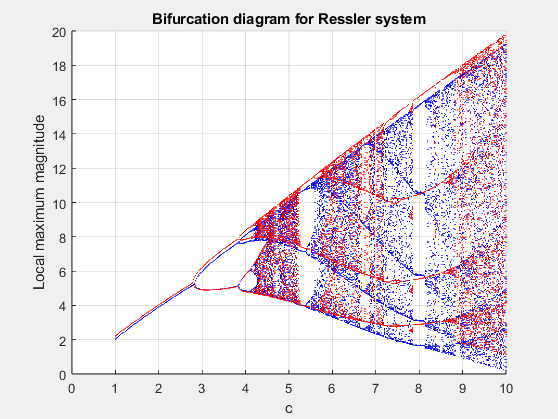 Bifurcation diagram for Ressler system
Local maximum magnitude
20
18
16
14
12
10
8
6
4
2
0
0 1 2 3 4 5 6 7 8 9 10
c